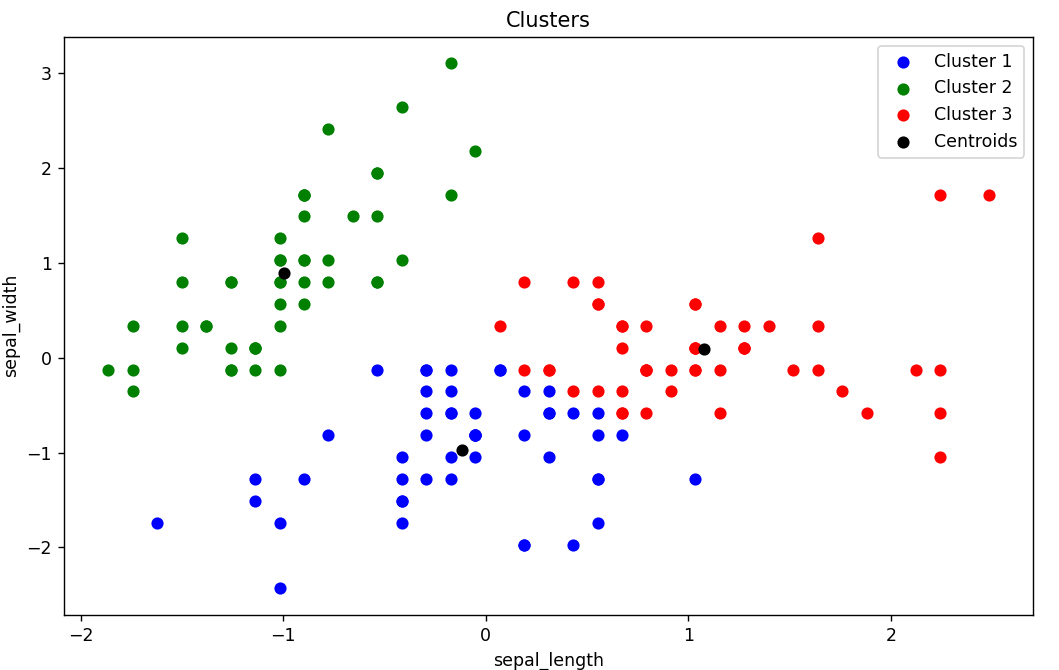 Clusters
Cluster 1
Cluster 2
Cluster 3
Centroids
3
2
1
0
−1
−2
sepal_width
−2 −1 0 1 2
sepal_length